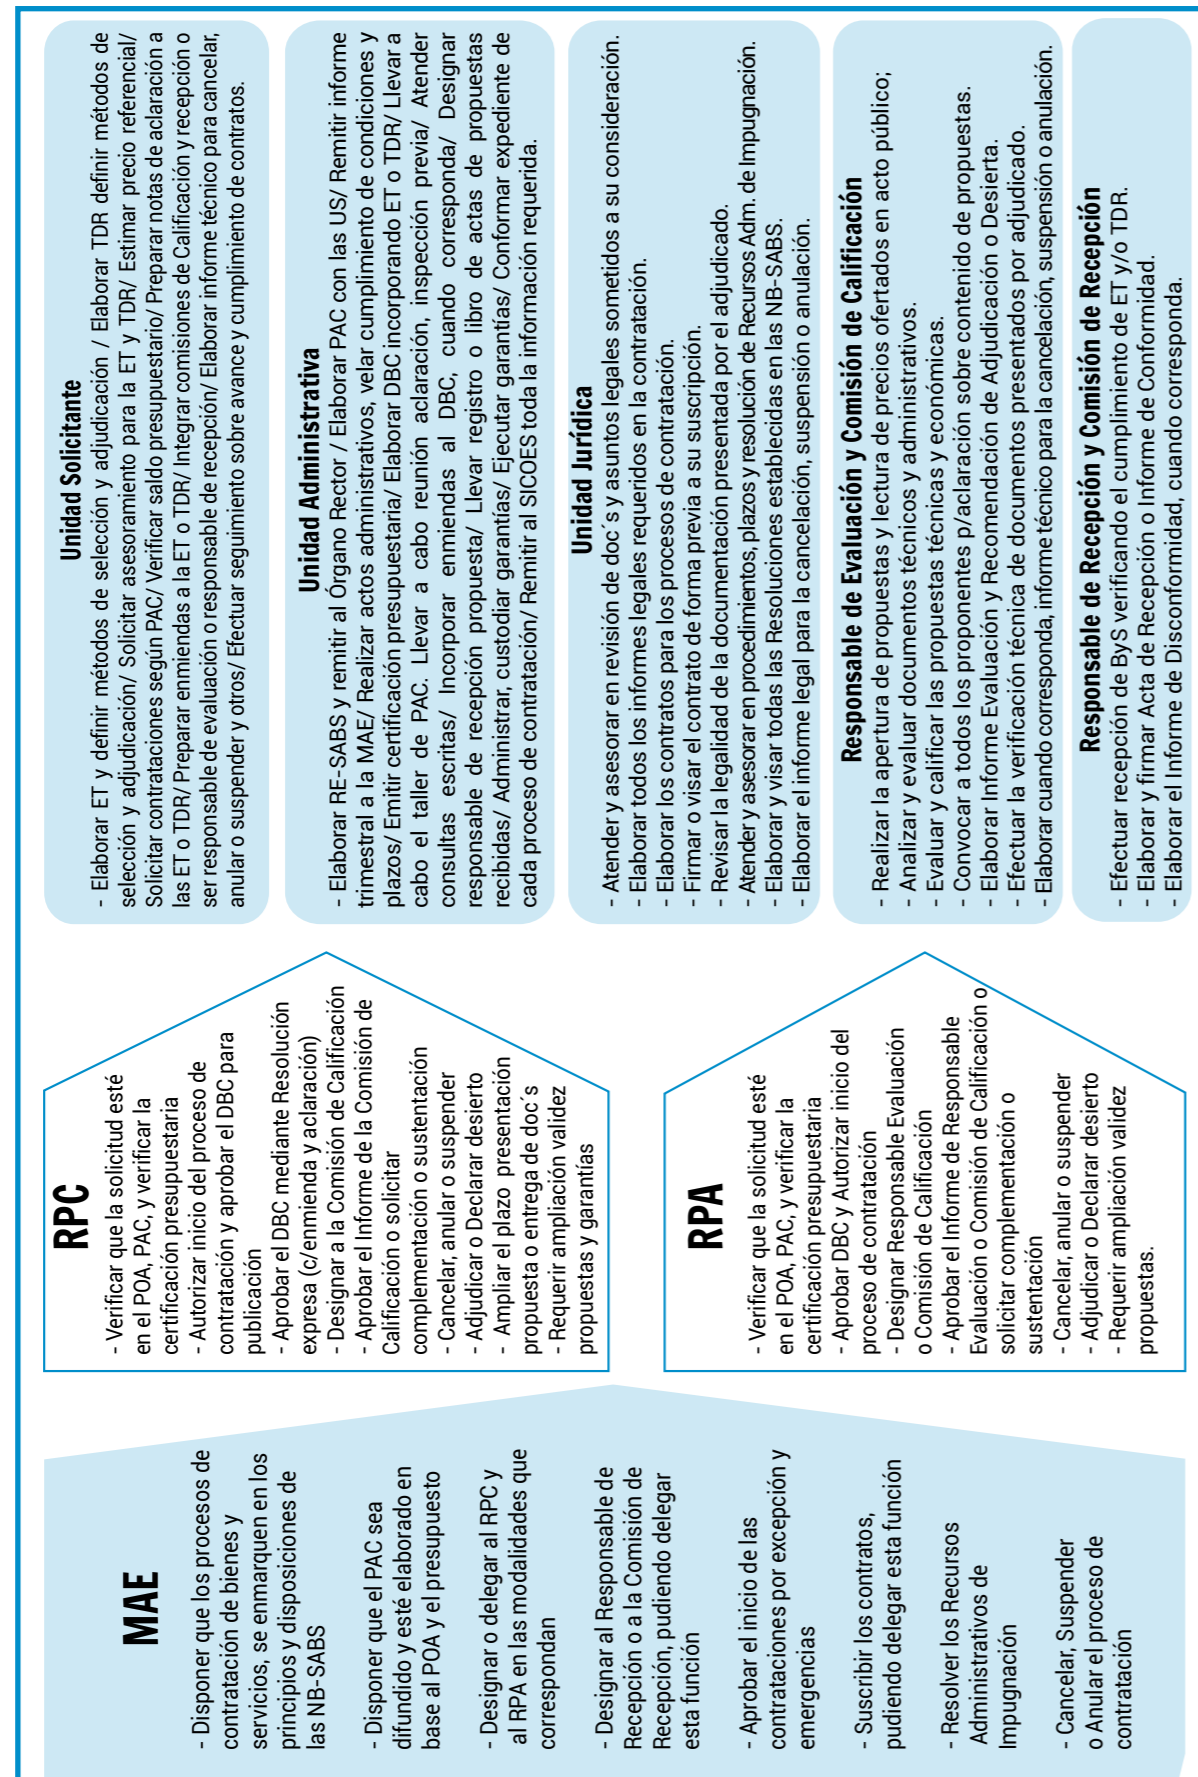 MAE
- Disponer que los procesos de
contratación de bienes y
servicios, se enmarquen en los
principios y disposiciones de
las NB-SABS
- Disponer que el PAC sea
difundido y esté elaborado en
base al POA y el presupuesto
- Designar o delegar al RPC y
al RPA en las modalidades que
correspondan
- Designar al Responsable de
Recepción o a la Comisión de
Recepción, pudiendo delegar
esta función
- Aprobar el inicio de las
contrataciones por excepción y
emergencias
- Suscribir los contratos,
pudiendo delegar esta función
- Resolver los Recursos
Administrativos de
Impugnación
- Cancelar, Suspender
o Anular el proceso de
contratación
RPC
- Verificar que la solicitud esté
en el POA, PAC, y verificar la
certificación presupuestaria
- Autorizar inicio del proceso de
contratación y aprobar el DBC para
publicación
- Aprobar el DBC mediante Resolución
expresa (c/enmienda y aclaración)
- Designar a la Comisión de Calificación
- Aprobar el Informe de la Comisión de
Calificación o solicitar
complementación o sustentación
- Cancelar, anular o suspender
- Adjudicar o Declarar desierto
- Ampliar el plazo presentación
propuesta o entrega de doc´s
- Requerir ampliación validez
propuestas y garantías
RPA
- Verificar que la solicitud esté
en el POA, PAC, y verificar la
certificación presupuestaria
- Aprobar DBC y Autorizar inicio del
proceso de contratación
- Designar Responsable Evaluación
o Comisión de Calificación
- Aprobar el Informe de Responsable
Evaluación o Comisión de Calificación o
solicitar complementación o
sustentación
- Cancelar, anular o suspender
- Adjudicar o Declarar desierto
- Requerir ampliación validez
propuestas.
Unidad Solicitante
- Elaborar ET y definir métodos de selección y adjudicación / Elaborar TDR definir métodos de
selección y adjudicación/ Solicitar asesoramiento para la ET y TDR/ Estimar precio referencial/
Solicitar contrataciones según PAC/ Verificar saldo presupuestario/ Preparar notas de aclaración a
las ET o TDR/ Preparar enmiendas a la ET o TDR/ Integrar comisiones de Calificación y recepción o
ser responsable de evaluación o responsable de recepción/ Elaborar informe técnico para cancelar,
anular o suspender y otros/ Efectuar seguimiento sobre avance y cumplimiento de contratos.
Unidad Administrativa
- Elaborar RE-SABS y remitir al Órgano Rector / Elaborar PAC con las US/ Remitir informe
trimestral a la MAE/ Realizar actos administrativos, velar cumplimiento de condiciones y
plazos/ Emitir certificación presupuestaria/ Elaborar DBC incorporando ET o TDR/ Llevar a
cabo el taller de PAC. Llevar a cabo reunión aclaración, inspección previa/ Atender
consultas escritas/ Incorporar enmiendas al DBC, cuando corresponda/ Designar
responsable de recepción propuesta/ Llevar registro o libro de actas de propuestas
recibidas/ Administrar, custodiar garantías/ Ejecutar garantías/ Conformar expediente de
cada proceso de contratación/ Remitir al SICOES toda la información requerida.
Unidad Jurídica
- Atender y asesorar en revisión de doc´s y asuntos legales sometidos a su consideración.
- Elaborar todos los informes legales requeridos en la contratación.
- Elaborar los contratos para los procesos de contratación.
- Firmar o visar el contrato de forma previa a su suscripción.
- Revisar la legalidad de la documentación presentada por el adjudicado.
- Atender y asesorar en procedimientos, plazos y resolución de Recursos Adm. de Impugnación.
- Elaborar y visar todas las Resoluciones establecidas en las NB-SABS.
- Elaborar el informe legal para la cancelación, suspensión o anulación.
Responsable de Evaluación y Comisión de Calificación
- Realizar la apertura de propuestas y lectura de precios ofertados en acto público;
- Analizar y evaluar documentos técnicos y administrativos.
- Evaluar y calificar las propuestas técnicas y económicas.
- Convocar a todos los proponentes p/aclaración sobre contenido de propuestas.
- Elaborar Informe Evaluación y Recomendación de Adjudicación o Desierta.
- Efectuar la verificación técnica de documentos presentados por adjudicado.
- Elaborar cuando corresponda, informe técnico para la cancelación, suspensión o anulación.
Responsable de Recepción y Comisión de Recepción
- Efectuar recepción de ByS verificando el cumplimiento de ET y/o TDR.
- Elaborar y firmar Acta de Recepción o Informe de Conformidad.
- Elaborar el Informe de Disconformidad, cuando corresponda.